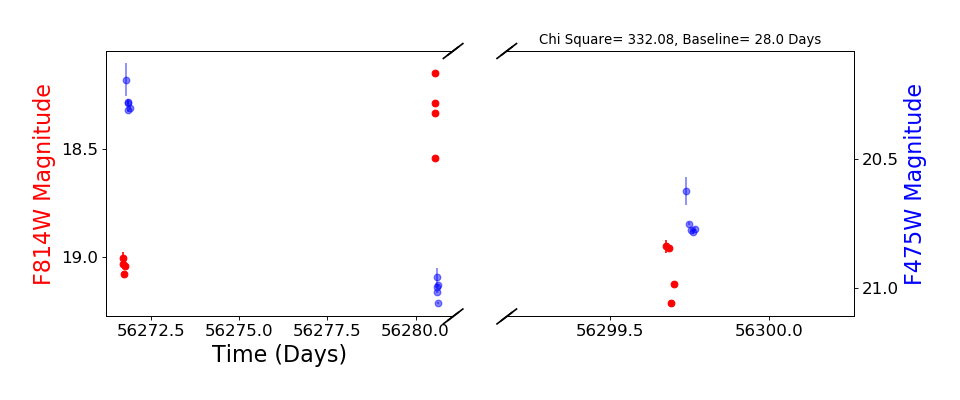 Chi Square= 332.08, Baseline= 28.0 Days
F814W Magnitude
18.5
19.0
F475W Magnitude
20.5
21.0
56272.5 56275.0 56277.5 56280.0 56299.5 56300.0
Time (Days)